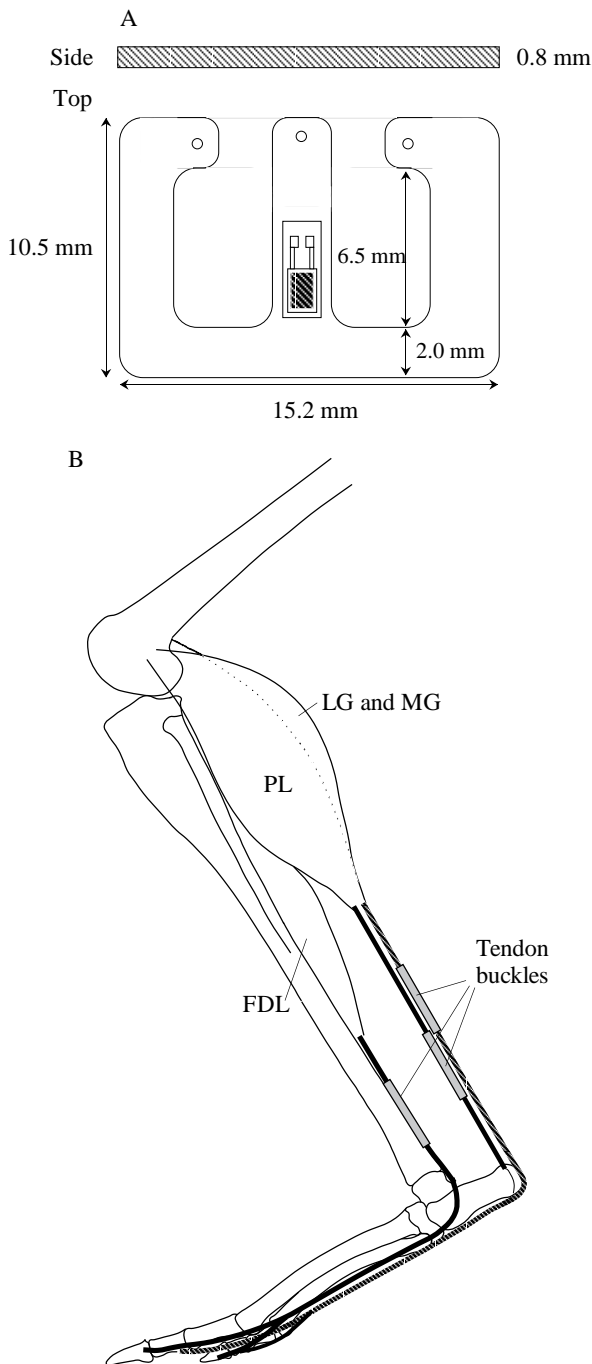 A
Side
0.8 mm
Top
10.5 mm
6.5 mm
2.0 mm
15.2 mm
B
LG and MG
PL
Tendon
buckles
FDL